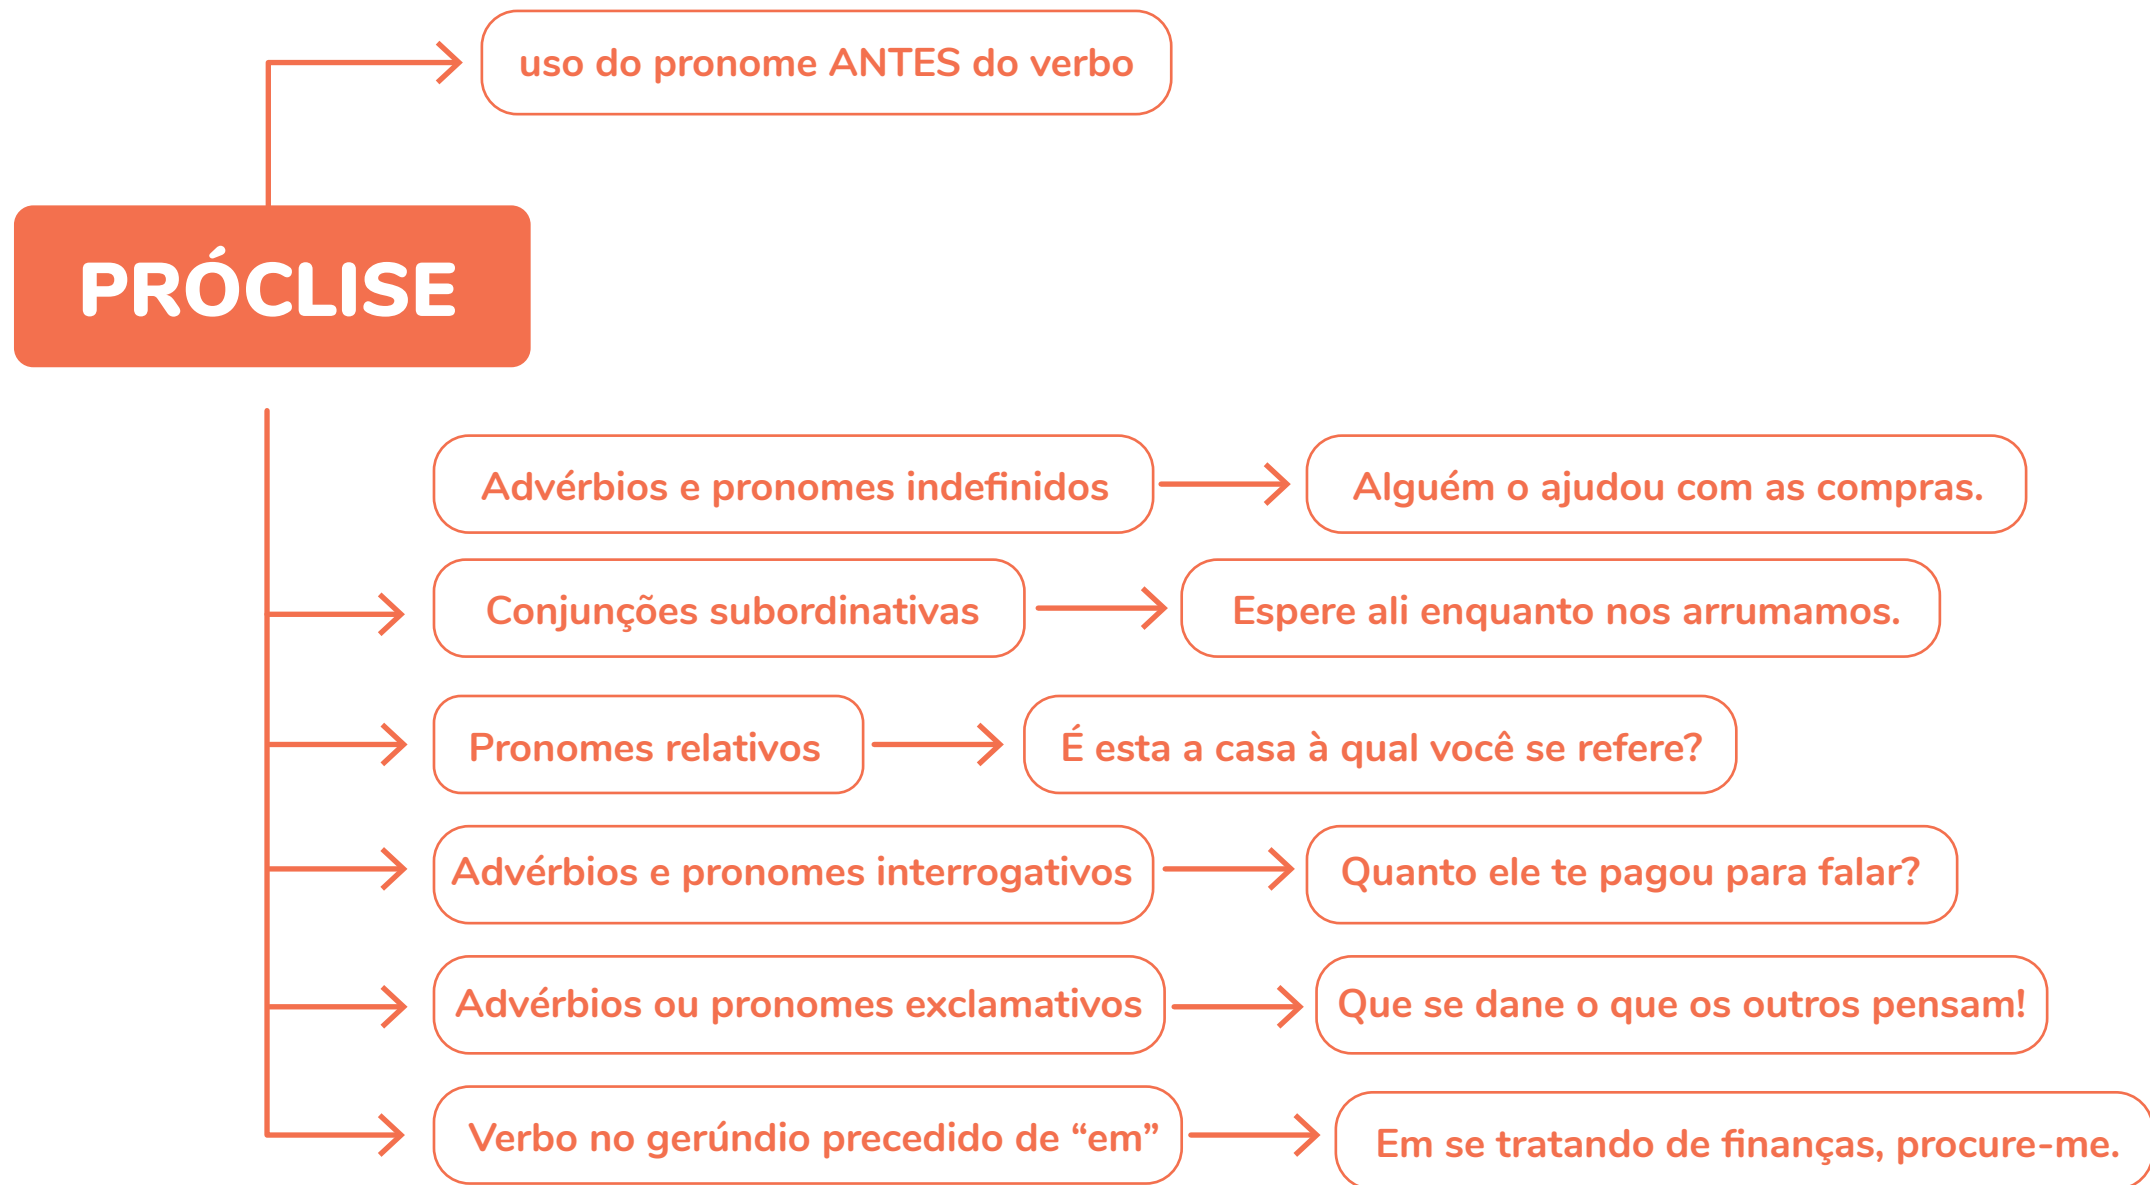 uso do pronome ANTES do verbo
PRÓCLISE
Advérbios e pronomes indefinidos
Alguém o ajudou com as compras.
Conjunções subordinativas
Espere ali enquanto nos arrumamos.
Pronomes relativos
É esta a casa à qual você se refere?
Advérbios e pronomes interrogativos
Quanto ele te pagou para falar?
Advérbios ou pronomes exclamativos
Que se dane o que os outros pensam!
Verbo no gerúndio precedido de “em”
Em se tratando de finanças, procure-me.